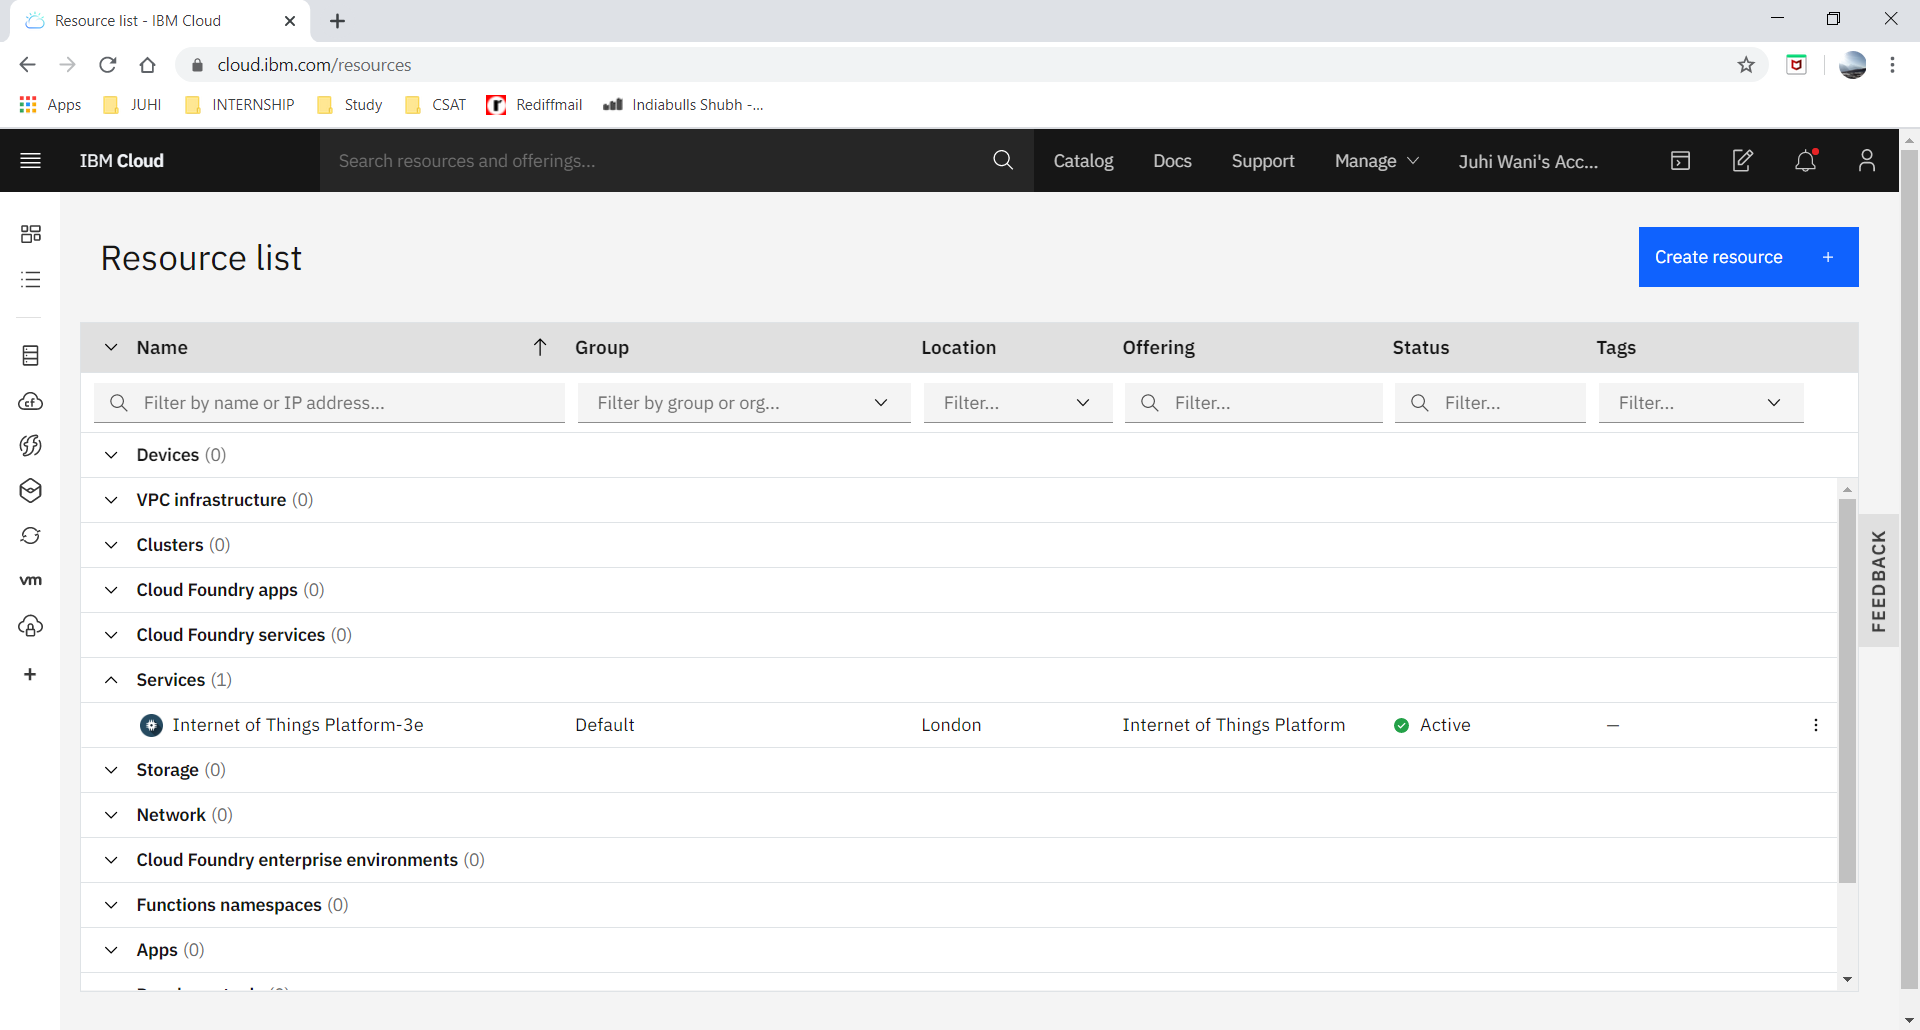 Resource list - IBM Cloud
cloud.ibm.com/resources
Apps JUHI INTERNSHIP Study CSAT Rediffmail Indiabulls Shubh -...
IBM Cloud Search resources and offerings... Catalog Docs Support Manage Juhi Wani's Acc...
Resource list
Create resource +
Name Group Location Offering Status Tags
Filter by name or IP address... Filter by group or org... Filter... Filter... Filter... Filter...
Devices (0)
VPC infrastructure (0)
Clusters (0)
Cloud Foundry apps (0)
Cloud Foundry services (0)
Services (1)
Internet of Things Platform-3e Default London Internet of Things Platform Active —
Storage (0)
Network (0)
Cloud Foundry enterprise environments (0)
Functions namespaces (0)
Apps (0)
cf
vm
FEEDBACK